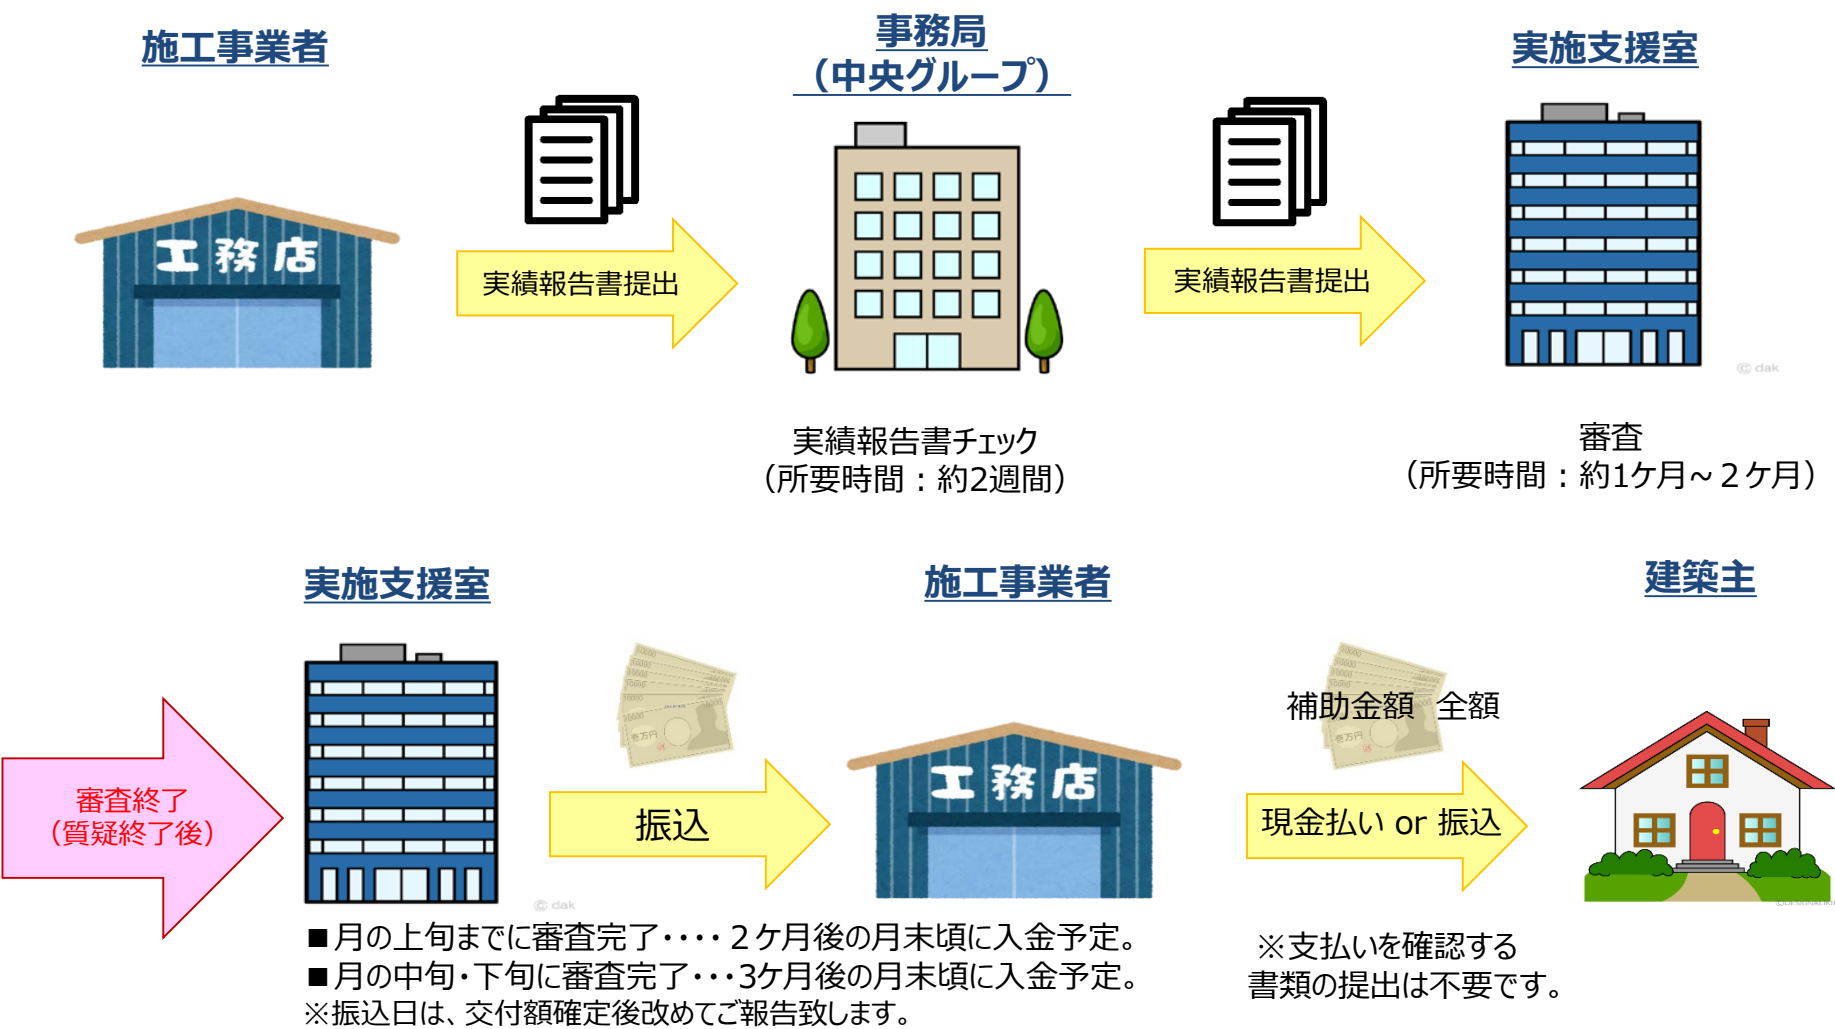 施工事業者
事務局
（中央グループ）
実施支援室
工務店
実績報告書提出
実績報告書提出
© dak
実績報告書チェック
（所要時間：約2週間）
審査
（所要時間：約1ケ月~２ケ月）
実施支援室
施工事業者
建築主
審査終了
（質疑終了後）
振込
工務店
補助金額 全額
現金払い or 振込
© dak
■月の上旬までに審査完了････２ケ月後の月末頃に入金予定。
■月の中旬･下旬に審査完了･･･3ケ月後の月末頃に入金予定。
※振込日は、交付額確定後改めてご報告致します。
※支払いを確認する
書類の提出は不要です。